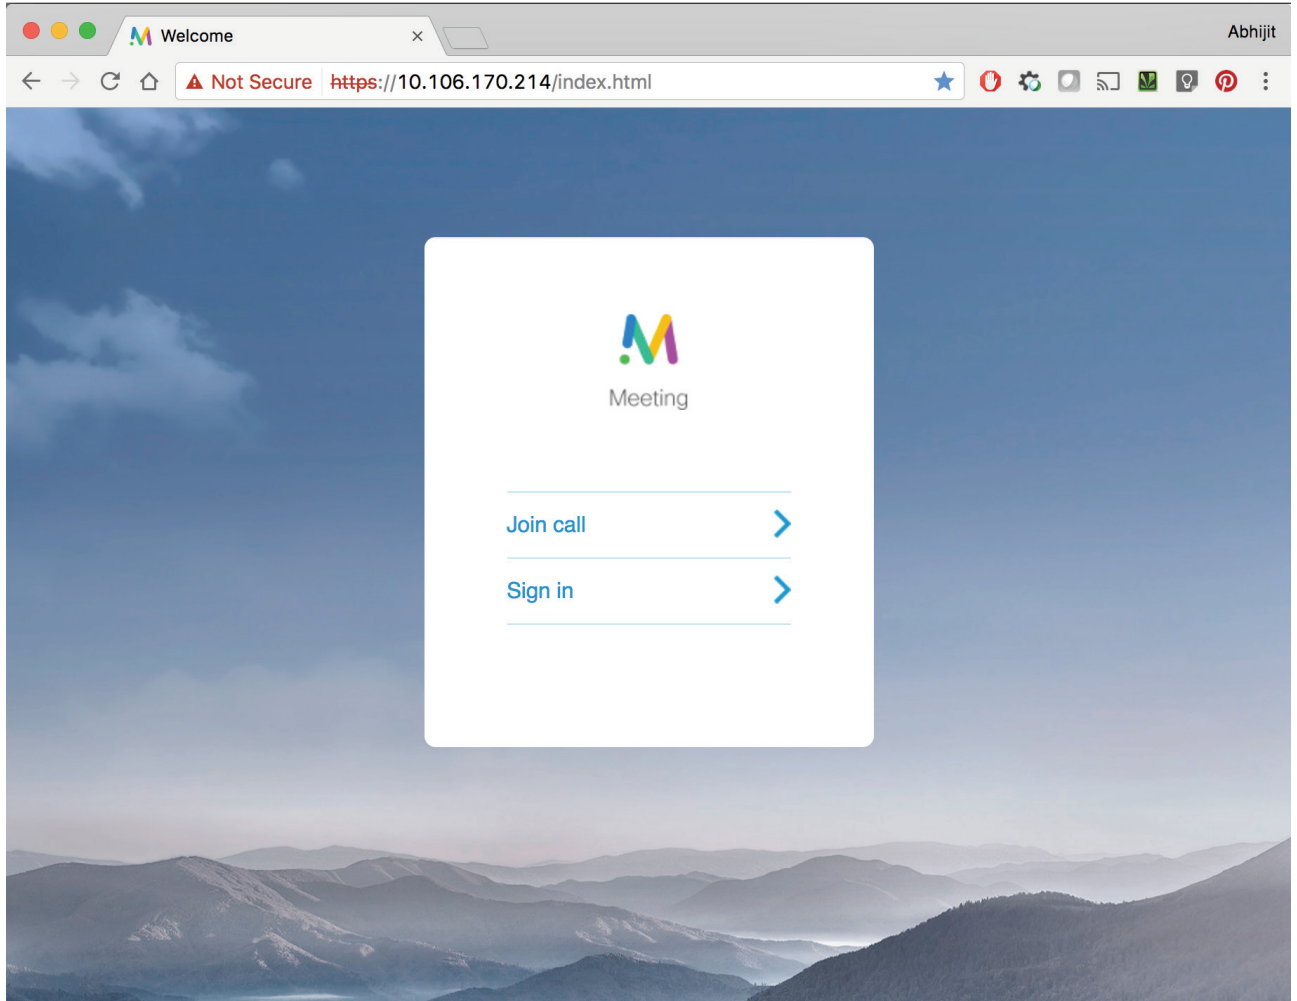 Welcome
Abhijit
Not Secure https://10.106.170.214/index.html
Meeting
Join call
Sign in